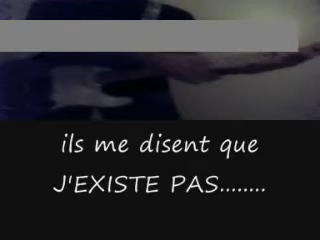 ils me disent que
J'EXISTE PAS........